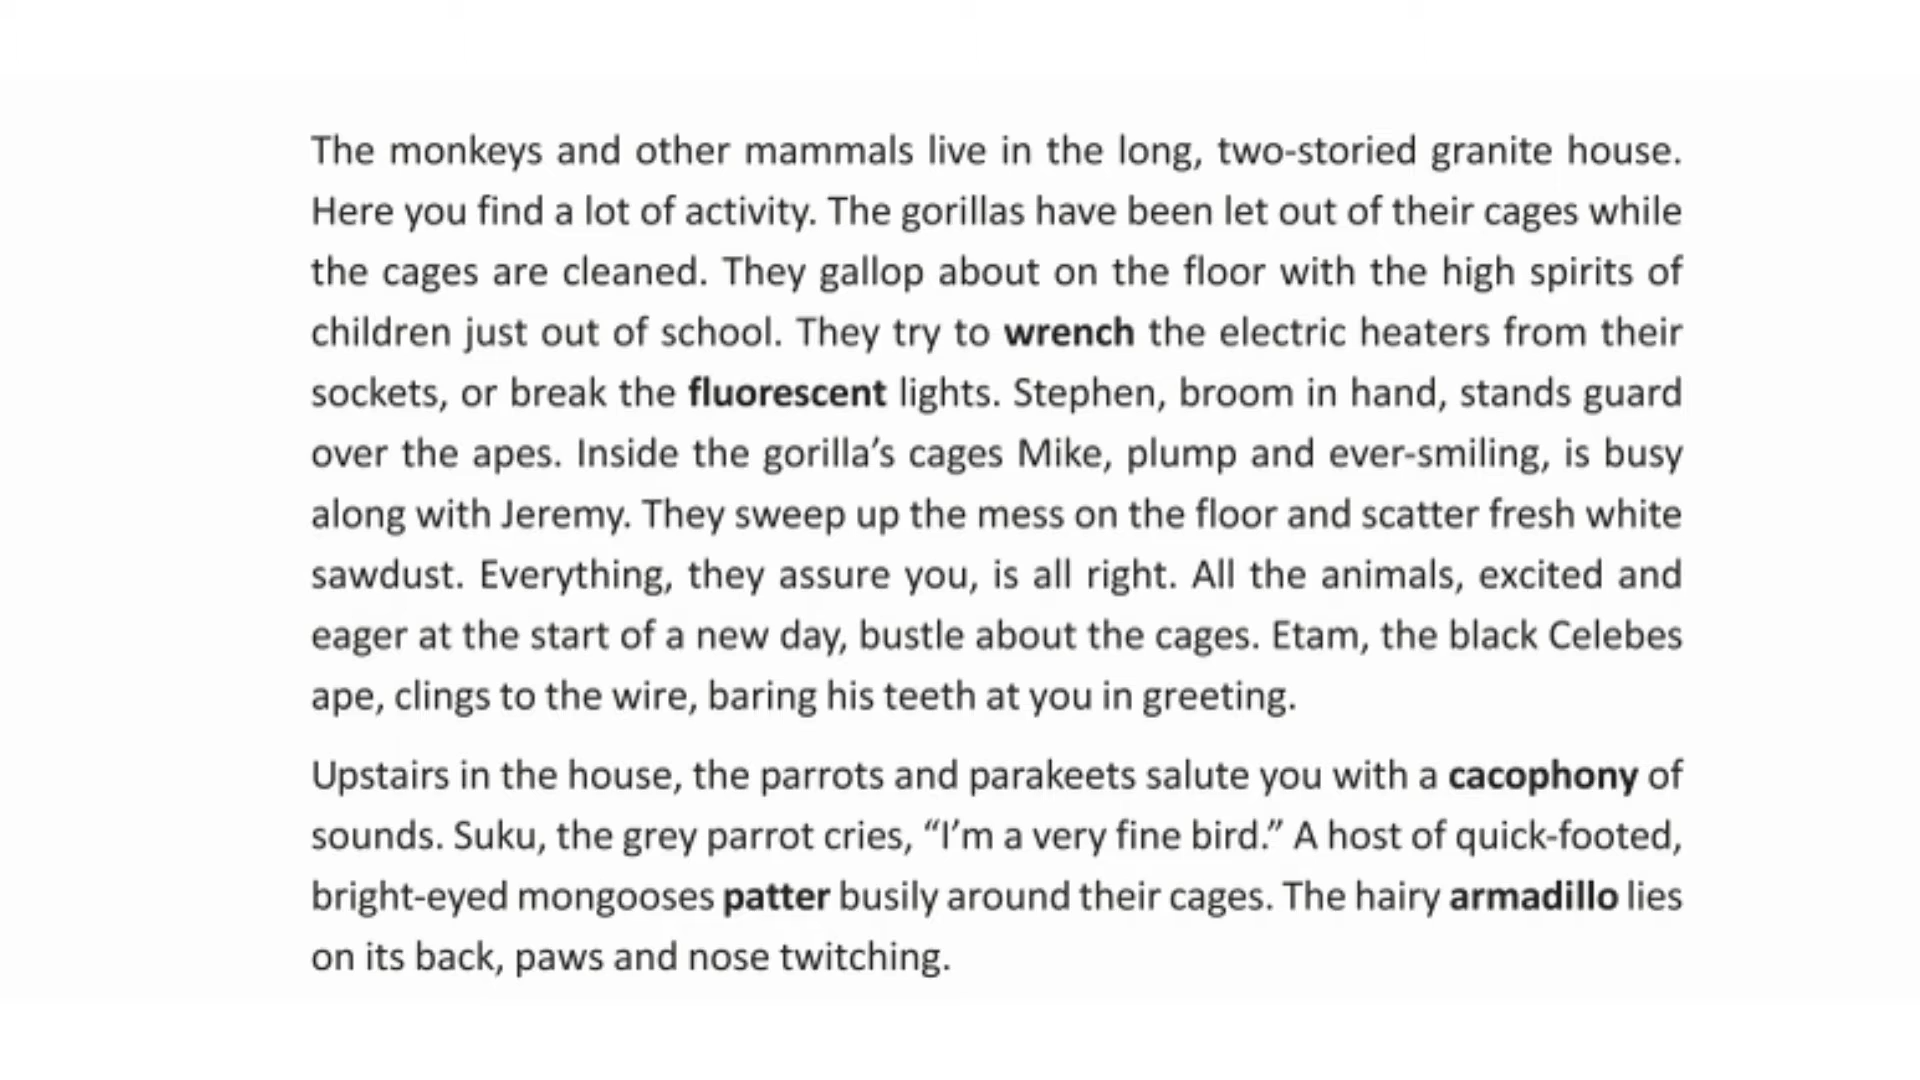 The monkeys and other mammals live in the long, two-storied granite house.
Here you find a lot of activity. The gorillas have been let out of their cages while
the cages are cleaned. They gallop about on the floor with the high spirits of
children just out of school. They try to wrench the electric heaters from their
sockets, or break the fluorescent lights. Stephen, broom in hand, stands guard
over the apes. Inside the gorilla’s cages Mike, plump and ever-smiling, is busy
along with Jeremy. They sweep up the mess on the floor and scatter fresh white
sawdust. Everything, they assure you, is all right. All the animals, excited and
eager at the start of a new day, bustle about the cages. Etam, the black Celebes
ape, clings to the wire, baring his teeth at you in greeting.
Upstairs in the house, the parrots and parakeets salute you with a cacophony of
sounds. Suku, the grey parrot cries, “I’m a very fine bird.” A host of quick-footed,
bright-eyed mongooses patter busily around their cages. The hairy armadillo lies
on its back, paws and nose twitching.